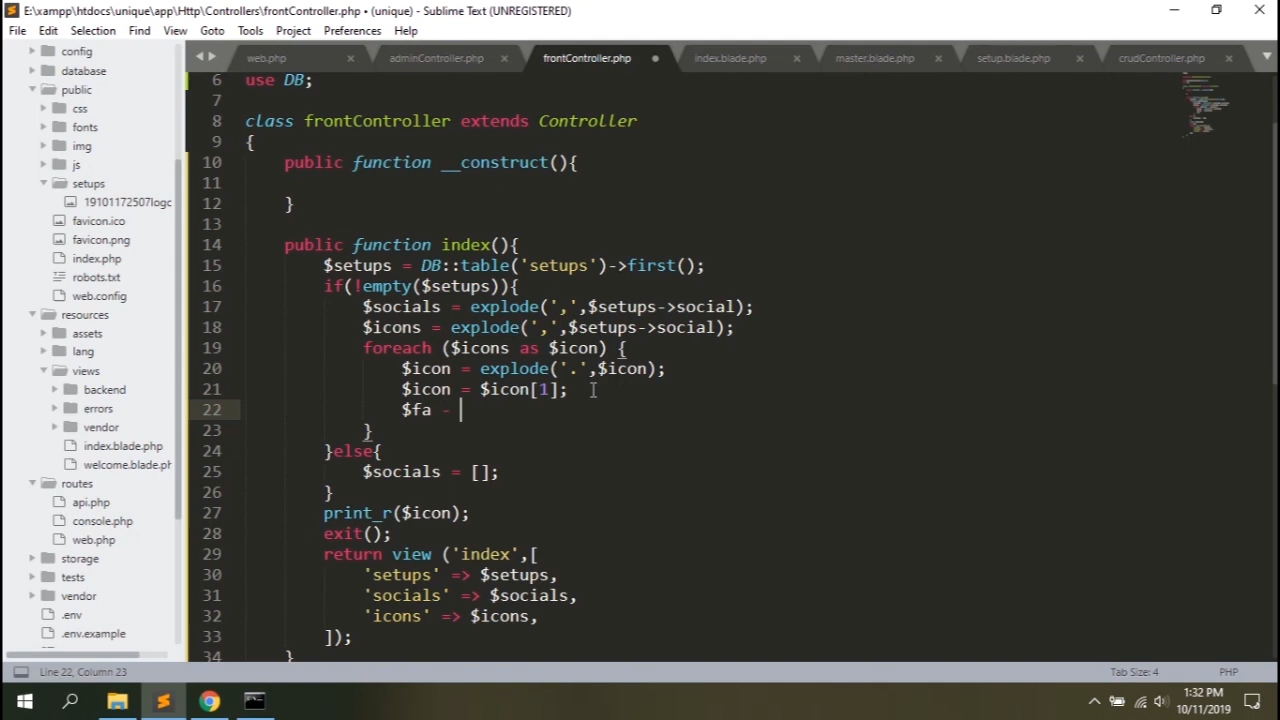 E:\xampp\htdocs\unique\app\Http\Controllers\frontController.php • (unique) - Sublime Text (UNREGISTERED)
File Edit Selection Find View Goto Tools Project Preferences Help
web.php adminController.php frontController.php index.blade.php master.blade.php setup.blade.php crudController.php
config
database
public
css
fonts
img
js
setups
19101172507logo
favicon.ico
favicon.png
index.php
robots.txt
web.config
resources
assets
lang
views
backend
errors
vendor
index.blade.php
welcome.blade.ph
routes
api.php
console.php
web.php
storage
tests
vendor
.env
.env.example
6 use DB;
7
8 class frontController extends Controller
9 {
10 public function __construct(){
11
12 }
13
14 public function index(){
15 $setups = DB::table('setups')->first();
16 if(!empty($setups)){
17 $socials = explode(',',$setups->social);
18 $icons = explode(',',$setups->social);
19 foreach ($icons as $icon) {
20 $icon = explode('.',$icon);
21 $icon = $icon[1];
22 $fa -
23 }
24 }else{
25 $socials = [];
26 }
27 print_r($icon);
28 exit();
29 return view ('index',[
30 'setups' => $setups,
31 'socials' => $socials,
32 'icons' => $icons,
33 ]);
34 }
Line 22, Column 23 Tab Size: 4 PHP
1:32 PM
10/11/2019